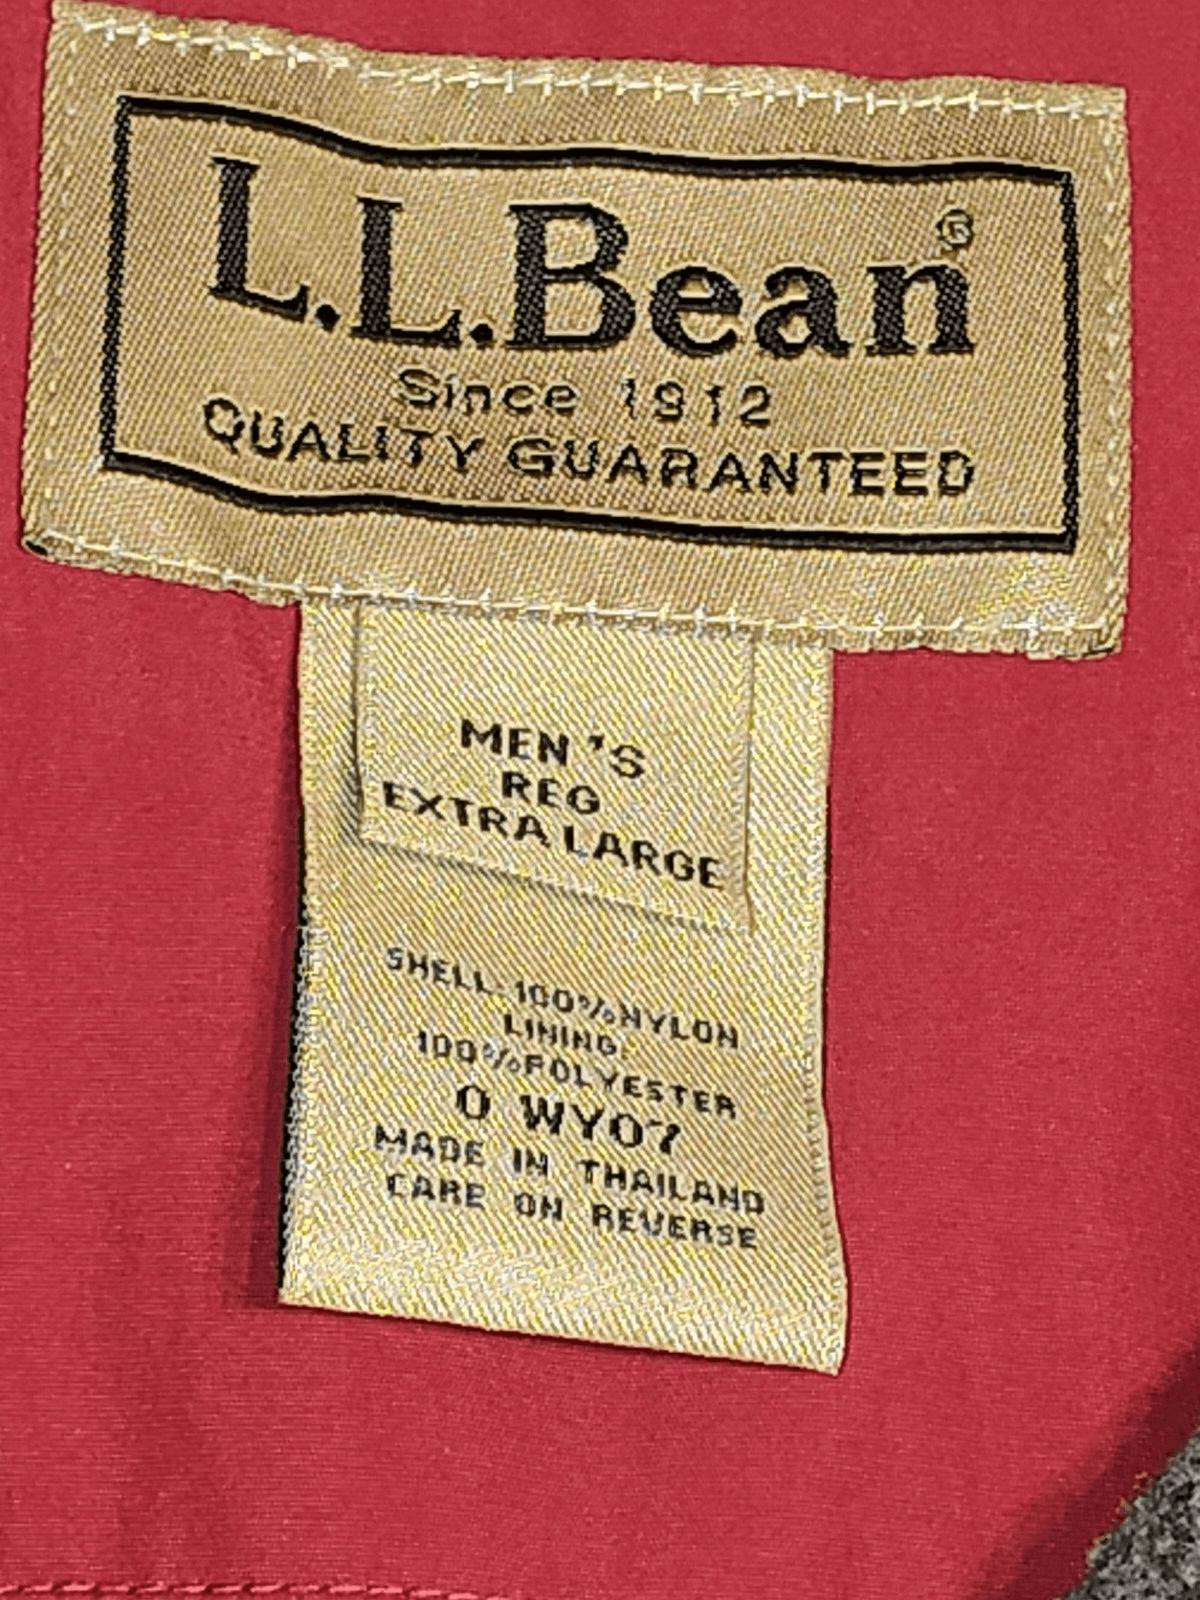 L.L.Bean®
Since 1912
QUALITY GUARANTEED
MEN'S
REG
EXTRA LARGE
SHELL: 100%NYLON
LINING:
100%POLYESTER
0 WY07
MADE IN THAILAND
CARE ON REVERSE